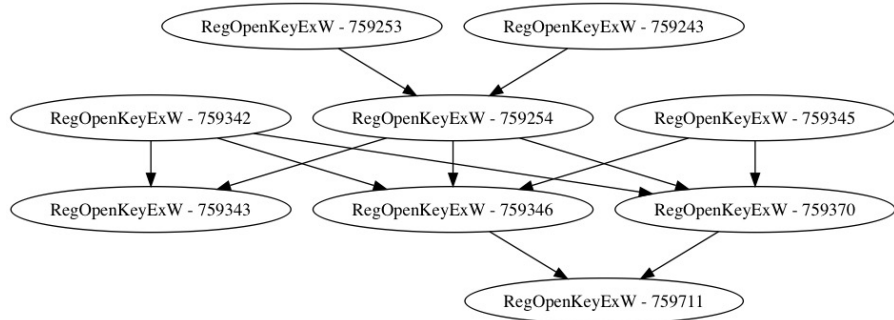 RegOpenKeyExW - 759253
RegOpenKeyExW - 759243
RegOpenKeyExW - 759342
RegOpenKeyExW - 759254
RegOpenKeyExW - 759345
RegOpenKeyExW - 759343
RegOpenKeyExW - 759346
RegOpenKeyExW - 759370
RegOpenKeyExW - 759711